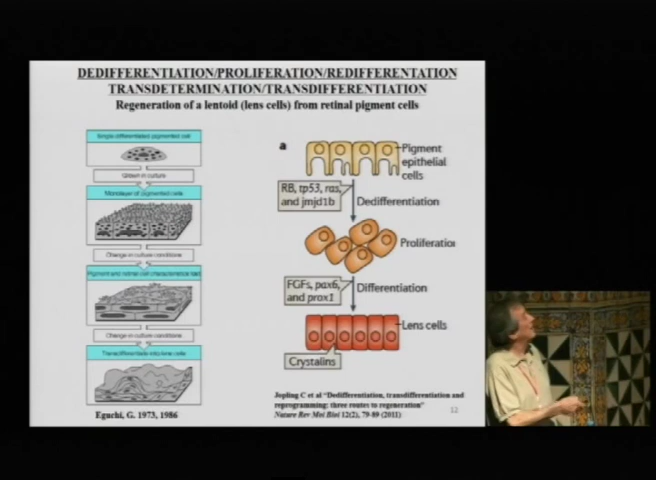 DEDIFFERENTIATION/PROLIFERATION/REDIFFERENTATION
TRANSDETERMINATION/TRANSDIFFERENTIATION
Regeneration of a lentoid (lens cells) from retinal pigment cells
Single differentiated pigmented cell
Grown in culture
Monolayer of pigmented cells
Change in culture conditions
Pigment and retinal cell characteristics lost
Change in culture conditions
Transdifferentiate into lens cells
Eguchi, G. 1973, 1986
a
Pigment
epithelial
cells
RB, tp53, ras,
and jmjd1b
Dedifferentiation
Proliferation
FGFs, pax6,
and prox1
Differentiation
Lens cells
Crystalins
Jopling C et al "Dedifferentiation, transdifferentiation and
reprogramming: three routes to regeneration"
Nature Rev Mol Biol 12(2), 79-89 (2011)
12